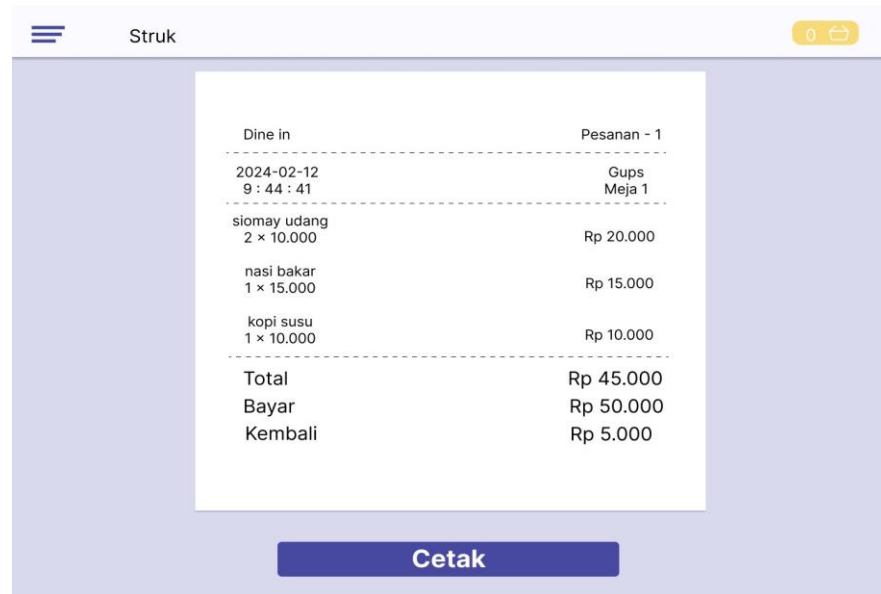 Struk
0
Dine in Pesanan - 1
2024-02-12 Gups
9 : 44 : 41 Meja 1
siomay udang
2 × 10.000 Rp 20.000
nasi bakar
1 × 15.000 Rp 15.000
kopi susu
1 × 10.000 Rp 10.000
Total Rp 45.000
Bayar Rp 50.000
Kembali Rp 5.000
Cetak